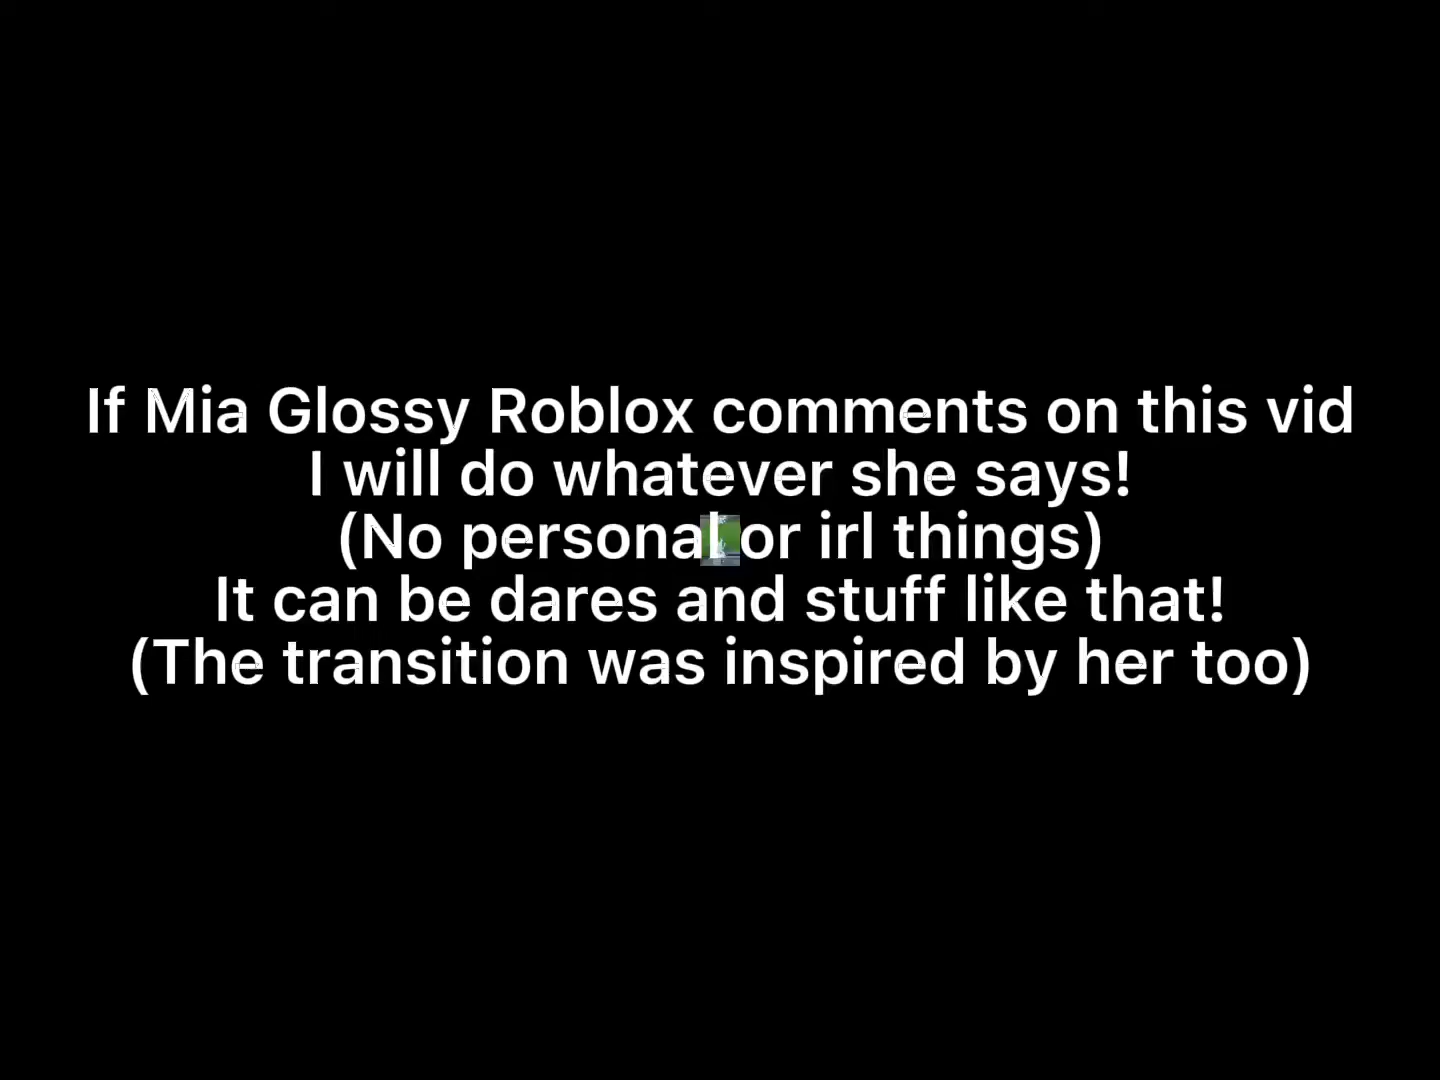 If Mia Glossy Roblox comments on this vid
I will do whatever she says!
(No personal or irl things)
It can be dares and stuff like that!
(The transition was inspired by her too)